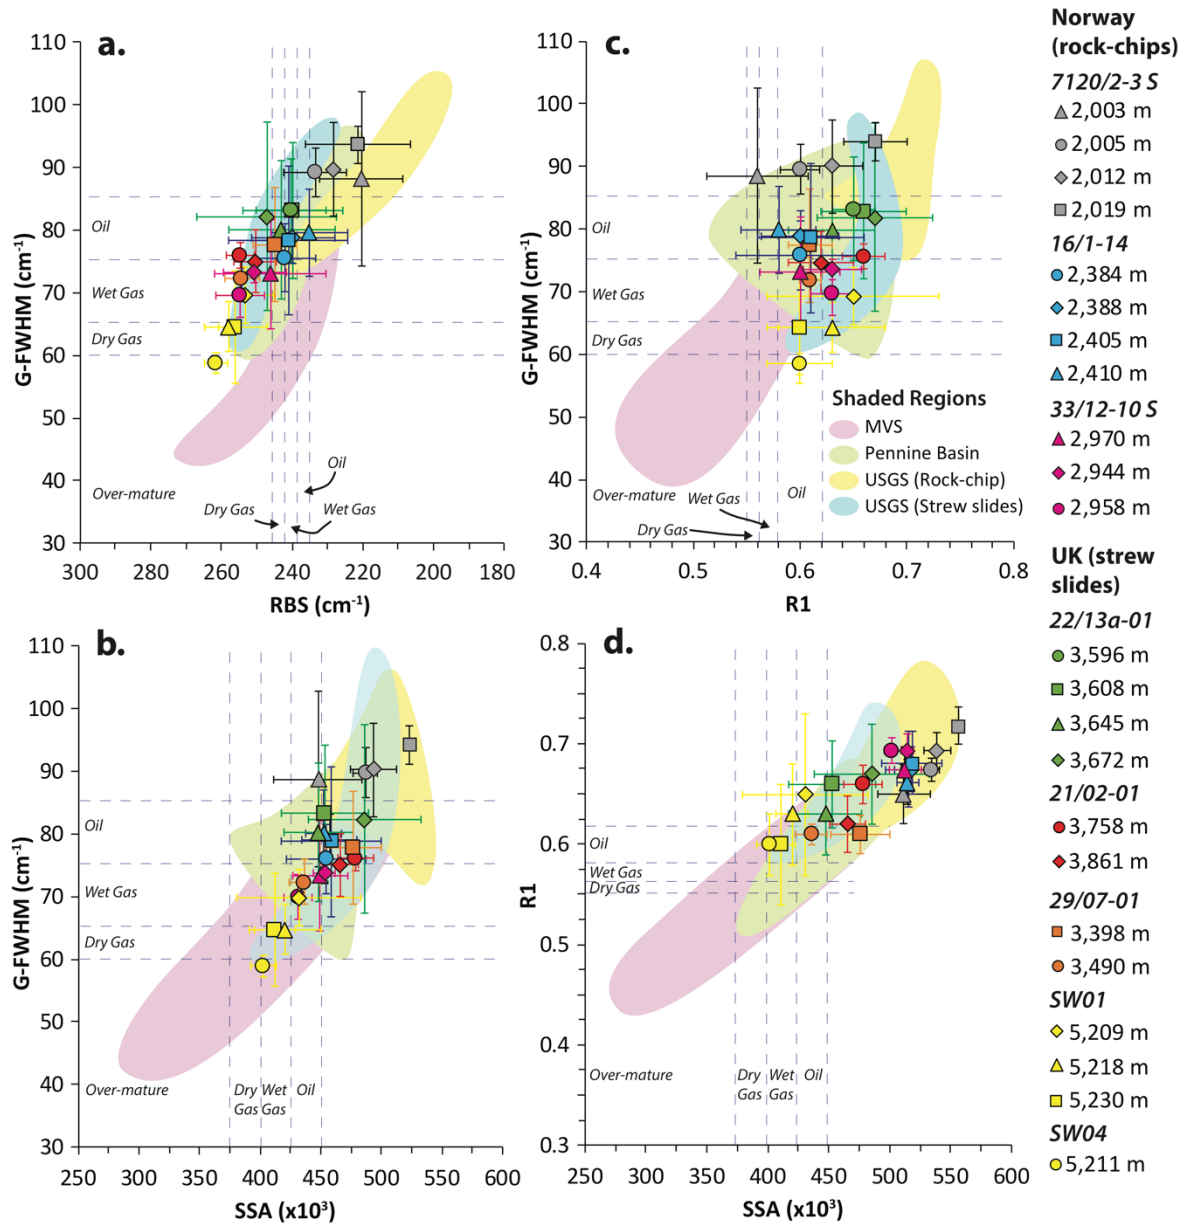 a.
110
100
90
80
70
60
50
40
30
G-FWHM (cm⁻¹)
Oil
Wet Gas
Dry Gas
Over-mature
Oil
Dry Gas
Wet Gas
300
280
260
240
220
200
180
RBS (cm⁻¹)
c.
110
100
90
80
70
60
50
40
30
G-FWHM (cm⁻¹)
Oil
Wet Gas
Dry Gas
Shaded Regions
MVS
Pennine Basin
USGS (Rock-chip)
USGS (Strew slides)
Over-mature
Wet Gas
Oil
Dry Gas
0.4
0.5
0.6
0.7
0.8
R1
b.
110
100
90
80
70
60
50
40
30
G-FWHM (cm⁻¹)
Oil
Wet Gas
Dry Gas
Over-mature
Dry Gas
Wet Gas
Oil
250
300
350
400
450
500
550
600
SSA (x10³)
d.
0.8
0.7
0.6
0.5
0.4
0.3
R1
Oil
Wet Gas
Dry Gas
Over-mature
Dry Gas
Wet Gas
Oil
250
300
350
400
450
500
550
600
SSA (x10³)
Norway
(rock-chips)
7120/2-3 S
2,003 m
2,005 m
2,012 m
2,019 m
16/1-14
2,384 m
2,388 m
2,405 m
2,410 m
33/12-10 S
2,970 m
2,944 m
2,958 m
UK (strew
slides)
22/13a-01
3,596 m
3,608 m
3,645 m
3,672 m
21/02-01
3,758 m
3,861 m
29/07-01
3,398 m
3,490 m
SW01
5,209 m
5,218 m
5,230 m
SW04
5,211 m